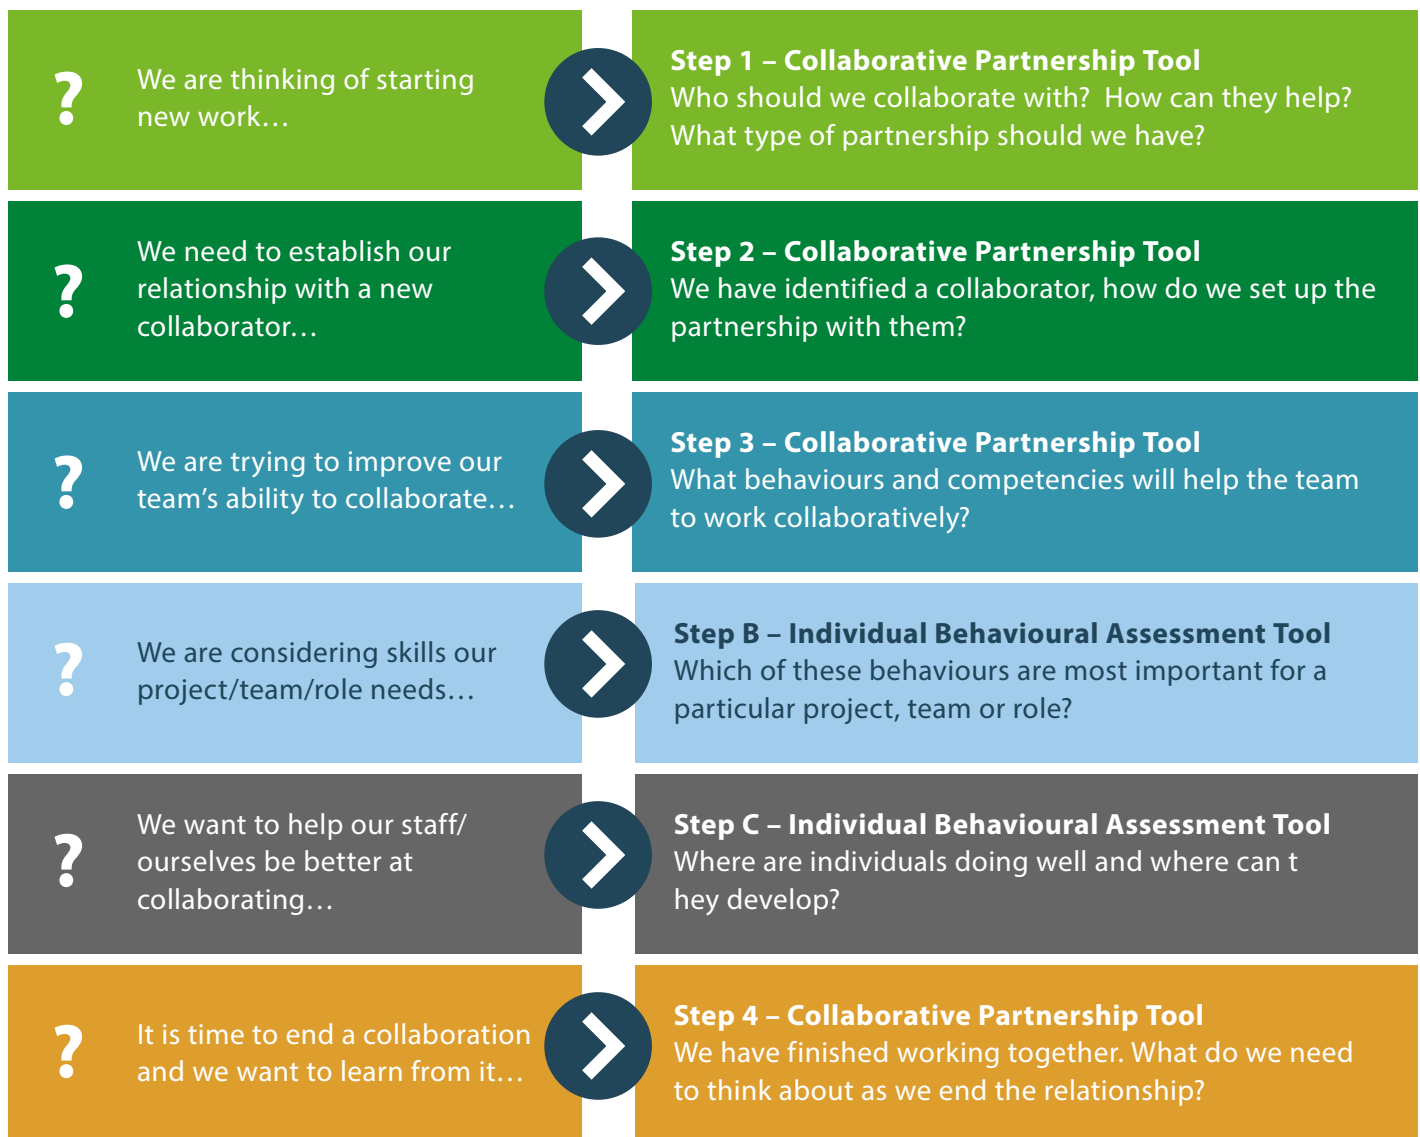 ?
We are thinking of starting
new work…
Step 1 – Collaborative Partnership Tool
Who should we collaborate with?  How can they help?
What type of partnership should we have?
?
We need to establish our
relationship with a new
collaborator…
Step 2 – Collaborative Partnership Tool
We have identified a collaborator, how do we set up the
partnership with them?
?
We are trying to improve our
team’s ability to collaborate…
Step 3 – Collaborative Partnership Tool
What behaviours and competencies will help the team
to work collaboratively?
?
We are considering skills our
project/team/role needs…
Step B – Individual Behavioural Assessment Tool
Which of these behaviours are most important for a
particular project, team or role?
?
We want to help our staff/
ourselves be better at
collaborating…
Step C – Individual Behavioural Assessment Tool
Where are individuals doing well and where can t
hey develop?
?
It is time to end a collaboration
and we want to learn from it…
Step 4 – Collaborative Partnership Tool
We have finished working together. What do we need
to think about as we end the relationship?